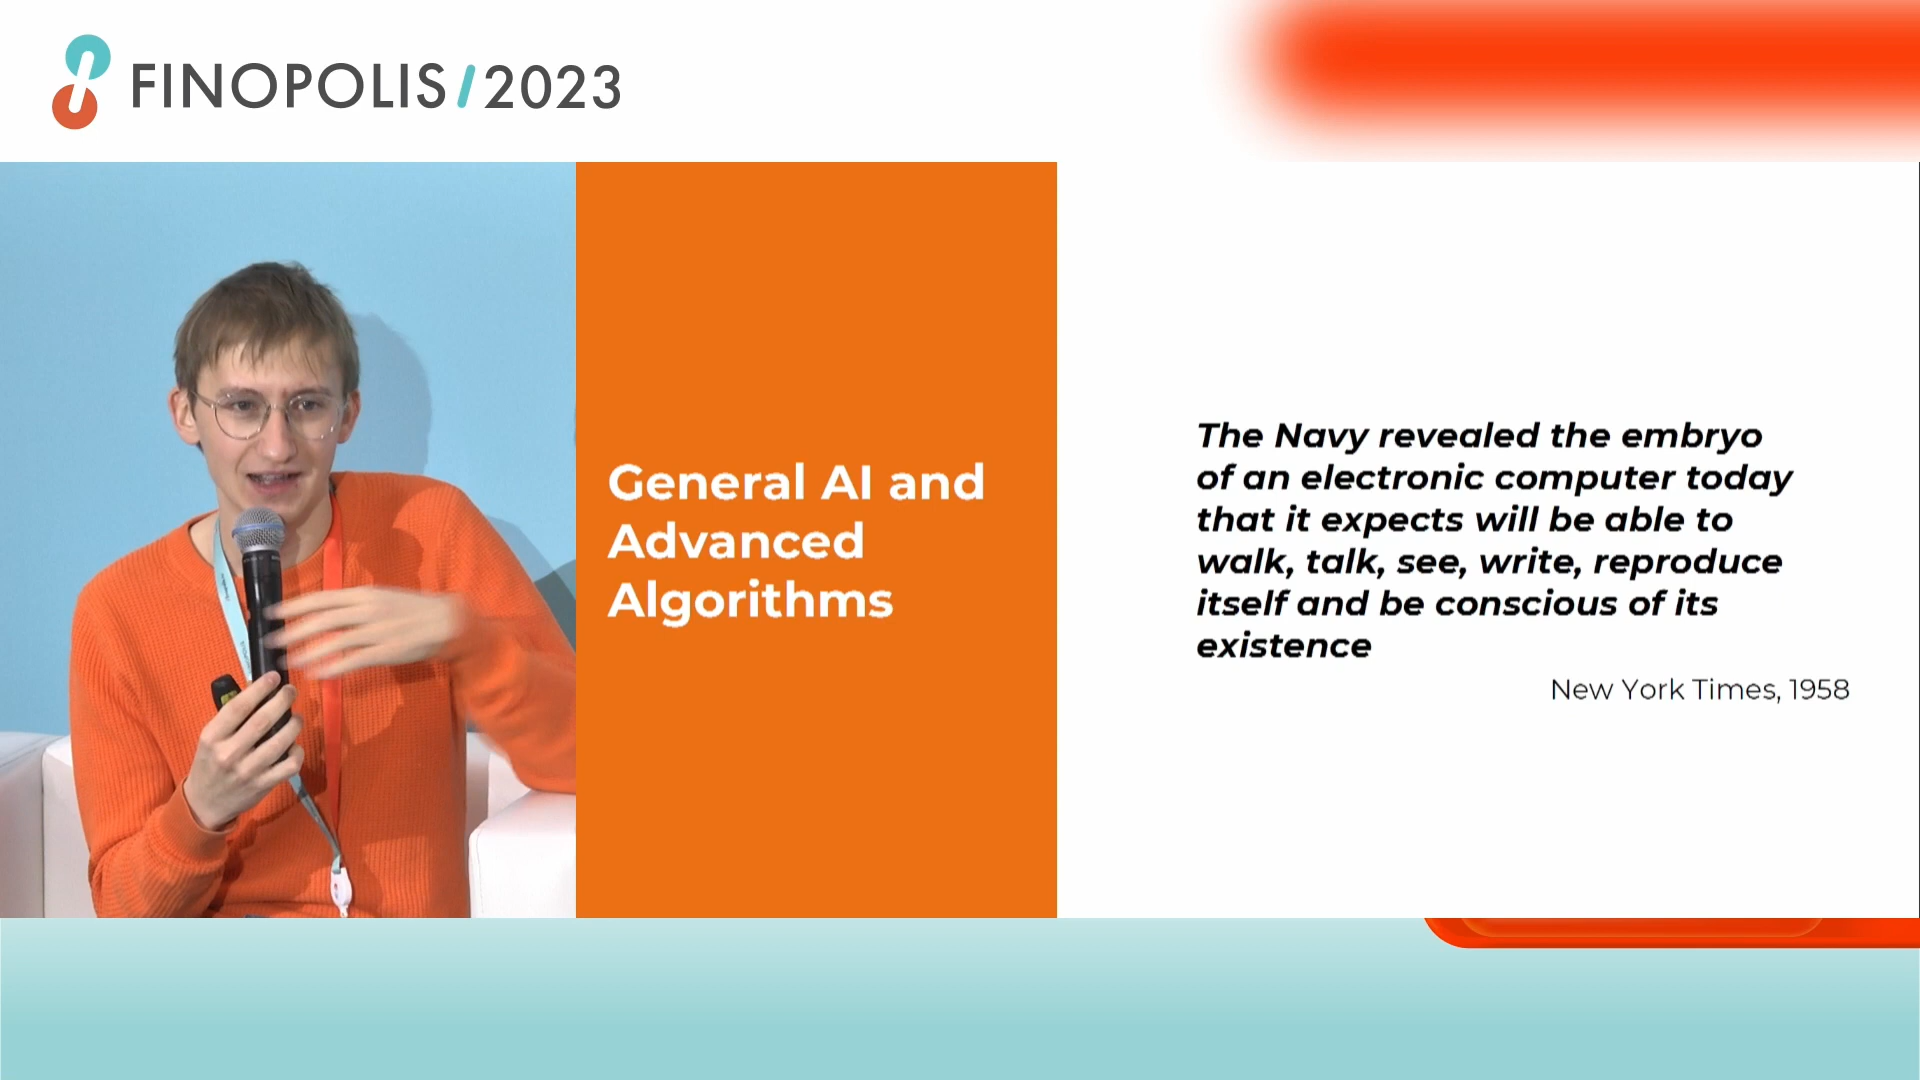 FINOPOLIS/2023
General AI and
Advanced
Algorithms
The Navy revealed the embryo
of an electronic computer today
that it expects will be able to
walk, talk, see, write, reproduce
itself and be conscious of its
existence
New York Times, 1958